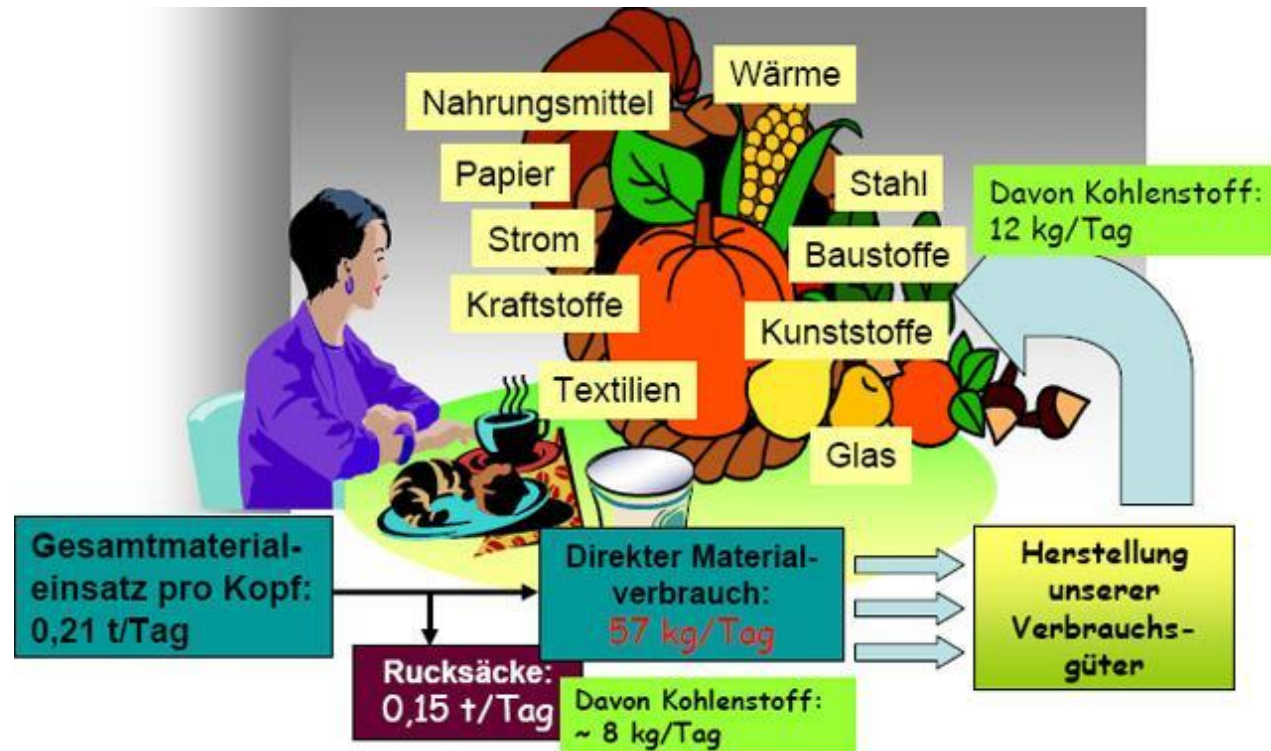 Wärme
Nahrungsmittel
Papier
Stahl
Davon Kohlenstoff:
12 kg/Tag
Strom
Baustoffe
Kraftstoffe
Kunststoffe
Textilien
Glas
Gesamtmaterial-
einsatz pro Kopf:
0,21 t/Tag
Direkter Material-
verbrauch:
57 kg/Tag
Herstellung
unserer
Verbrauchs-
güter
Rucksäcke:
0,15 t/Tag
Davon Kohlenstoff:
~ 8 kg/Tag